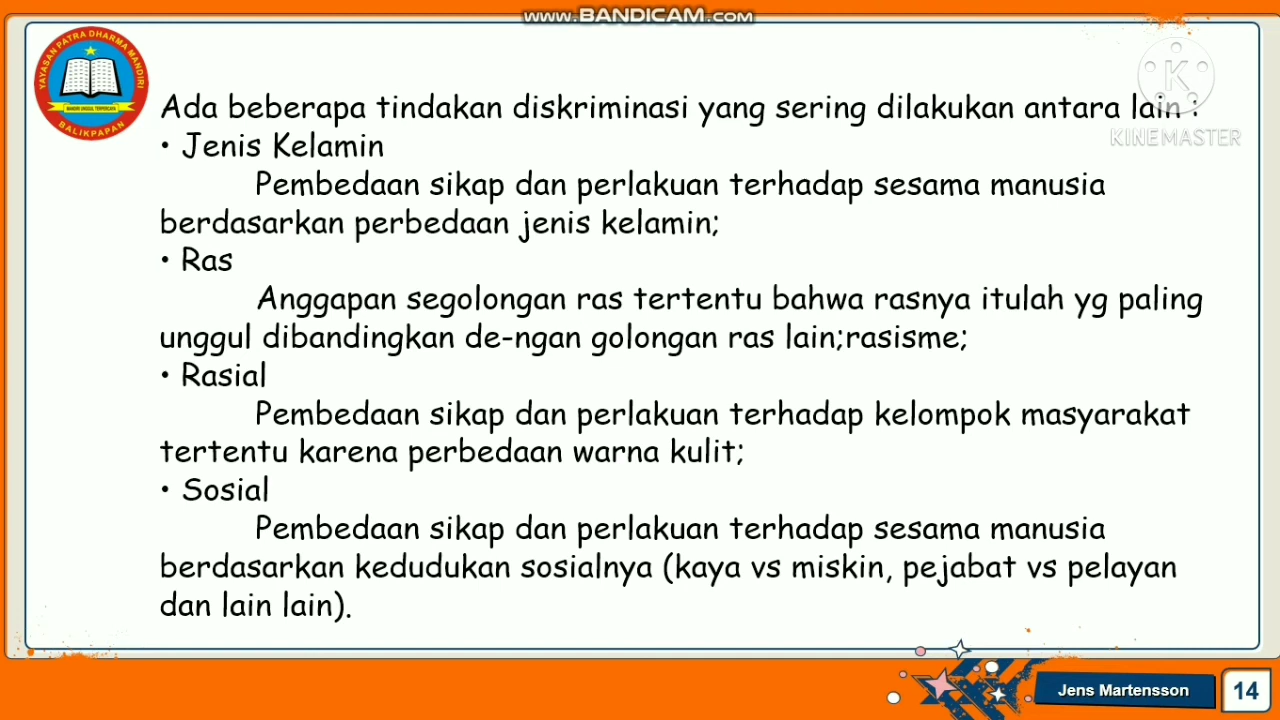 www.BANDICAM.com
YAYASAN PATRA DHARMA MANDIRI
BALIKPAPAN
K
KINEMASTER
Ada beberapa tindakan diskriminasi yang sering dilakukan antara lain :
• Jenis Kelamin
Pembedaan sikap dan perlakuan terhadap sesama manusia
berdasarkan perbedaan jenis kelamin;
• Ras
Anggapan segolongan ras tertentu bahwa rasnya itulah yg paling
unggul dibandingkan de-ngan golongan ras lain;rasisme;
• Rasial
Pembedaan sikap dan perlakuan terhadap kelompok masyarakat
tertentu karena perbedaan warna kulit;
• Sosial
Pembedaan sikap dan perlakuan terhadap sesama manusia
berdasarkan kedudukan sosialnya (kaya vs miskin, pejabat vs pelayan
dan lain lain).
Jens Martensson
14